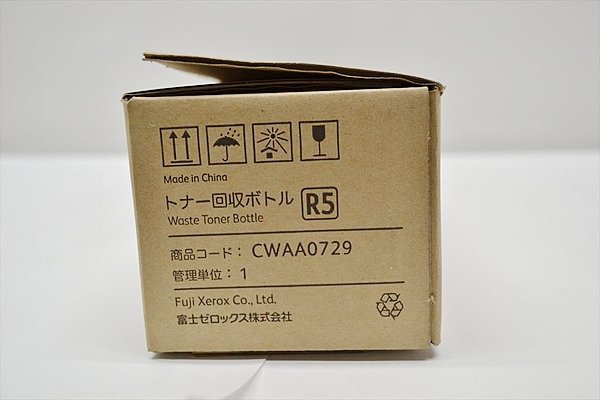 Made in China
トナー回収ボトル R5
Waste Toner Bottle
商品コード： CWAA0729
管理単位： 1
Fuji Xerox Co., Ltd.
富士ゼロックス株式会社